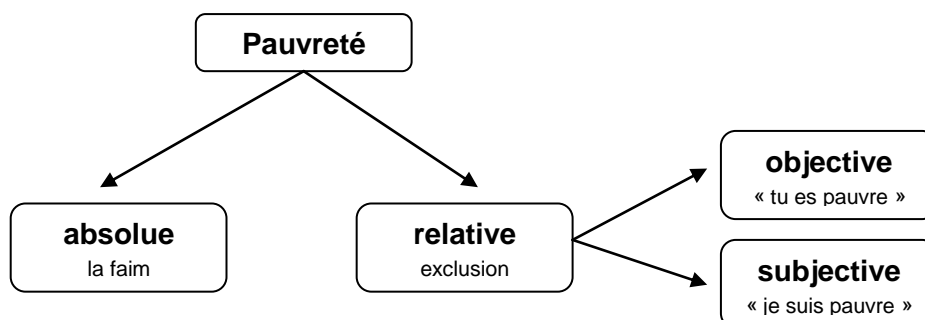 Pauvreté
absolue
la faim
relative
exclusion
objective
« tu es pauvre »
subjective
« je suis pauvre »